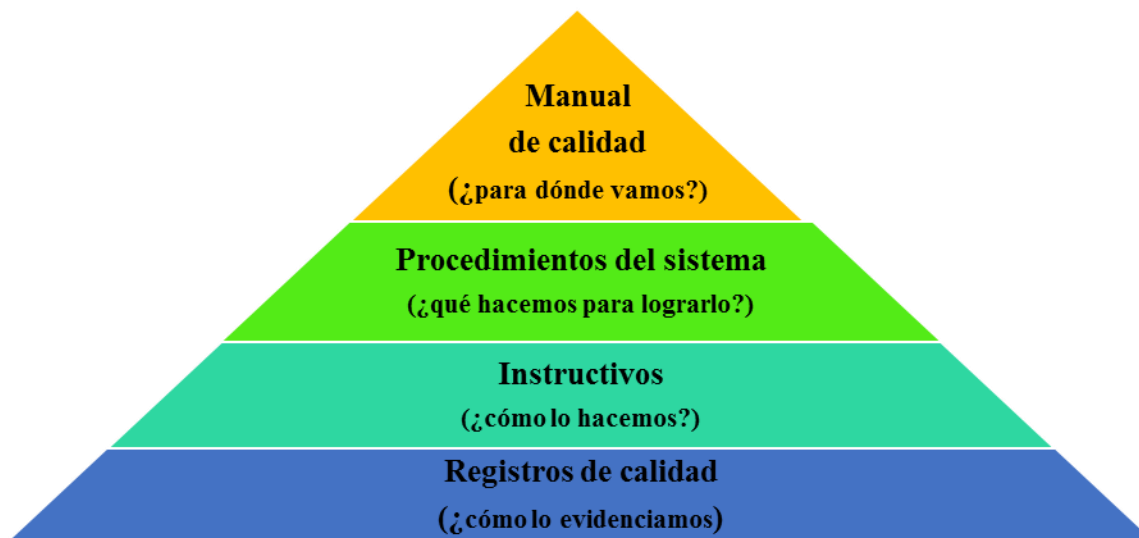 Manual
de calidad
(¿para dónde vamos?)
Procedimientos del sistema
(¿qué hacemos para lograrlo?)
Instructivos
(¿cómo lo hacemos?)
Registros de calidad
(¿cómo lo evidenciamos)